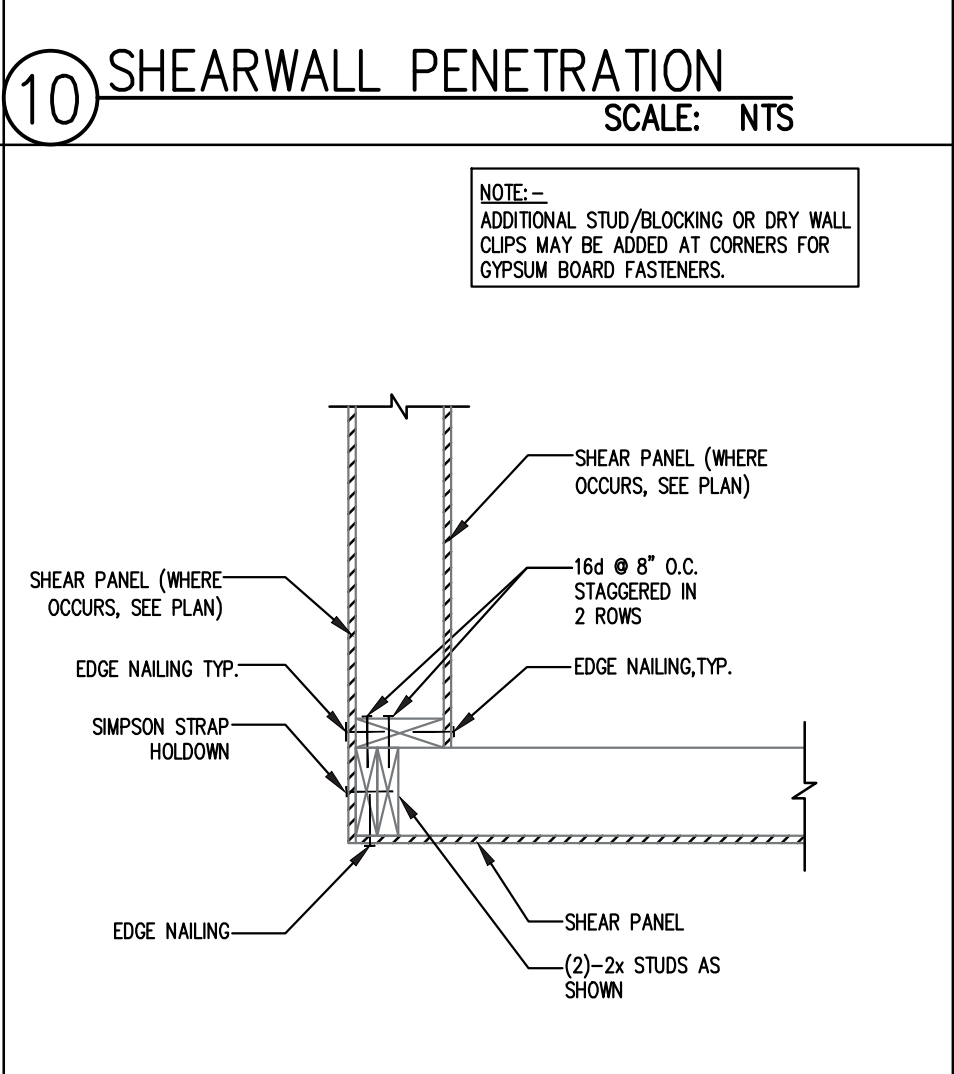 10 SHEARWALL PENETRATION
SCALE: NTS
NOTE:-
ADDITIONAL STUD/BLOCKING OR DRY WALL
CLIPS MAY BE ADDED AT CORNERS FOR
GYPSUM BOARD FASTENERS.
SHEAR PANEL (WHERE
OCCURS, SEE PLAN)
16d @ 8" O.C.
STAGGERED IN
2 ROWS
SHEAR PANEL (WHERE
OCCURS, SEE PLAN)
EDGE NAILING TYP.
EDGE NAILING,TYP.
SIMPSON STRAP
HOLDOWN
EDGE NAILING
SHEAR PANEL
(2)-2x STUDS AS
SHOWN